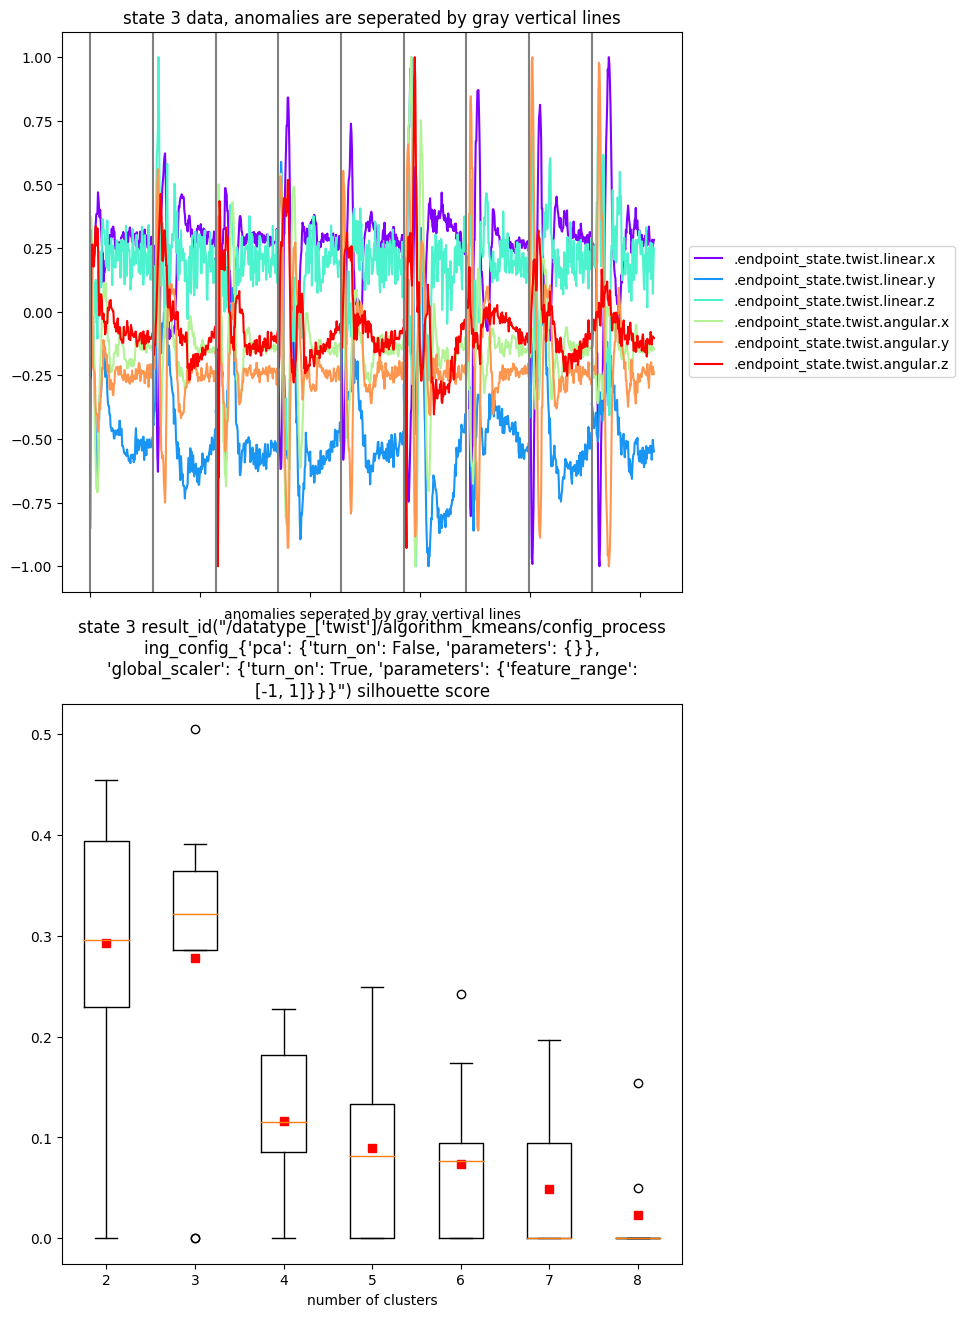 state 3 data, anomalies are seperated by gray vertical lines
1.00
0.75
0.50
0.25
0.00
−0.25
−0.50
−0.75
−1.00
.endpoint_state.twist.linear.x
.endpoint_state.twist.linear.y
.endpoint_state.twist.linear.z
.endpoint_state.twist.angular.x
.endpoint_state.twist.angular.y
.endpoint_state.twist.angular.z
anomalies seperated by gray vertival lines
state 3 result_id("/datatype_['twist']/algorithm_kmeans/config_process
ing_config_{'pca': {'turn_on': False, 'parameters': {}},
'global_scaler': {'turn_on': True, 'parameters': {'feature_range':
[-1, 1]}}}") silhouette score
0.5
0.4
0.3
0.2
0.1
0.0
2 3 4 5 6 7 8
number of clusters